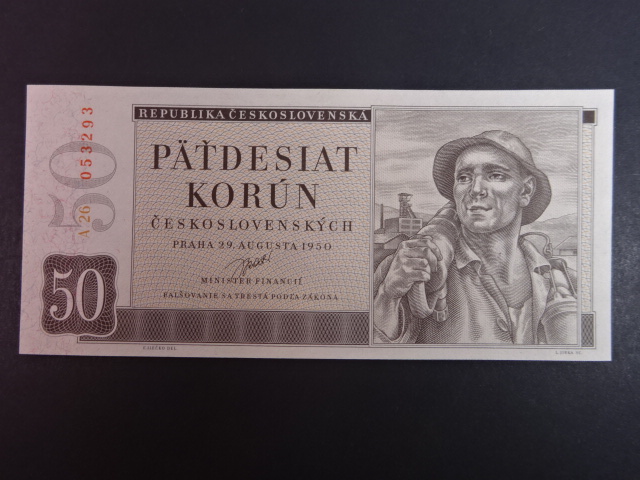 REPUBLIKA ČESKOSLOVENSKÁ
50
A 26 053293
PÄŤDESIAT
KORÚN
ČESKOSLOVENSKÝCH
PRAHA 29. AUGUSTA 1950
MINISTER FINANCIÍ
FALŠOVANIE SA TRESTÁ PODĽA ZÁKONA
50